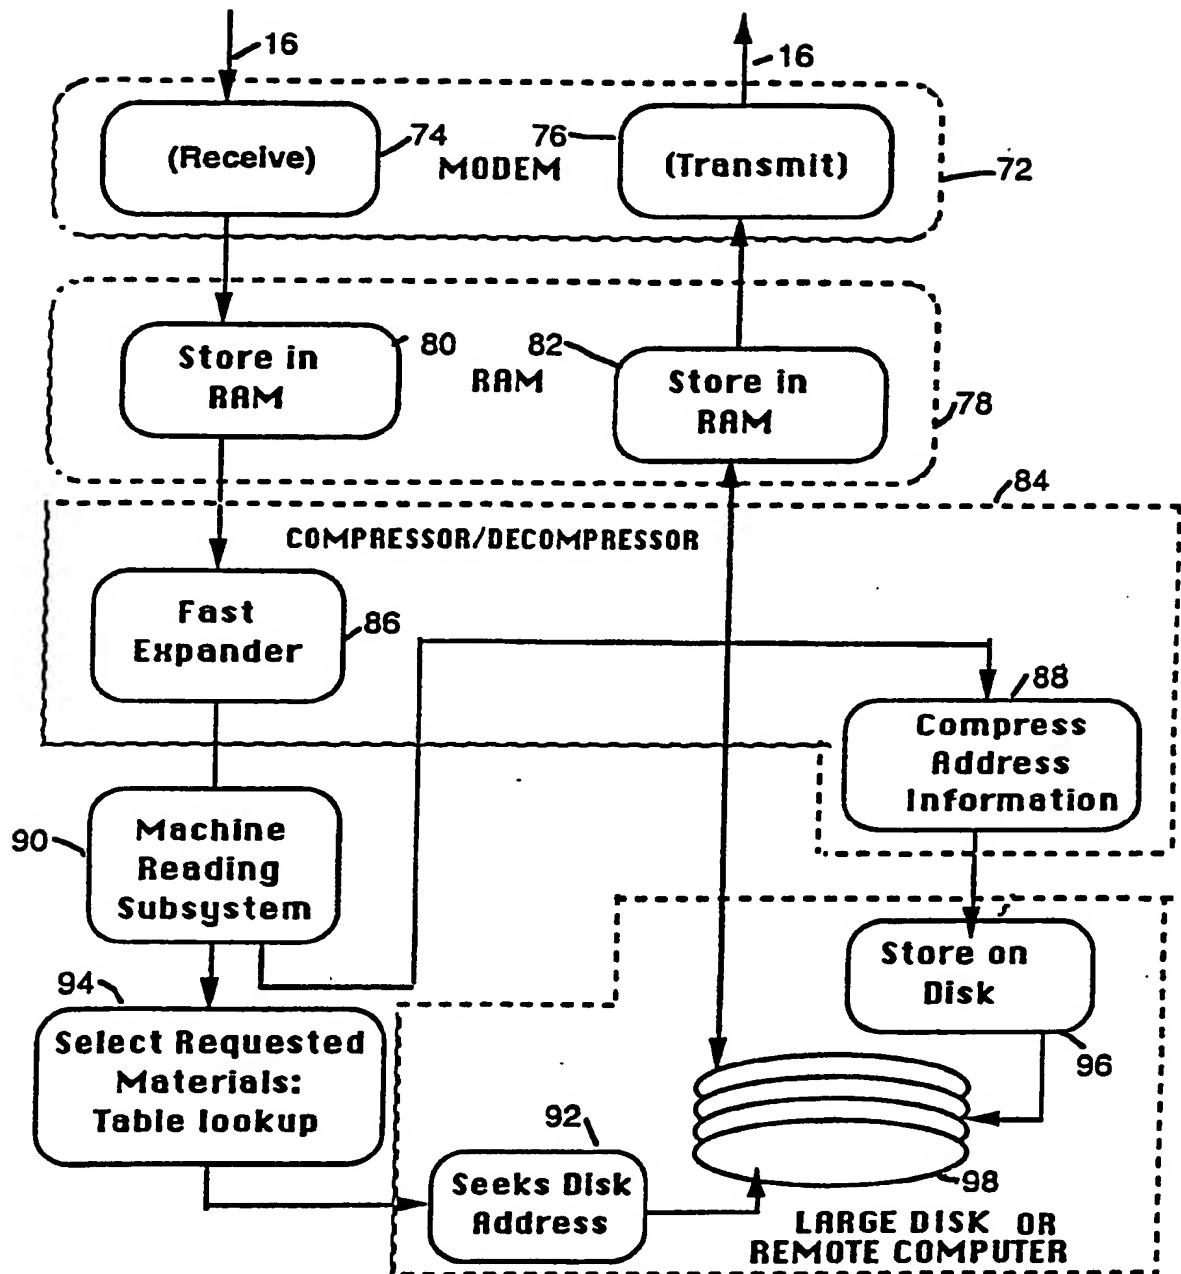 16
16
(Receive)
74
MODEM
76
(Transmit)
72
Store in
RAM
80
RAM
82
Store in
RAM
78
84
COMPRESSOR/DECOMPRESSOR
Fast
Expander
86
88
Compress
Address
Information
90
Machine
Reading
Subsystem
94
Select Requested
Materials:
Table lookup
Store on
Disk
96
92
Seeks Disk
Address
98
LARGE DISK OR
REMOTE COMPUTER